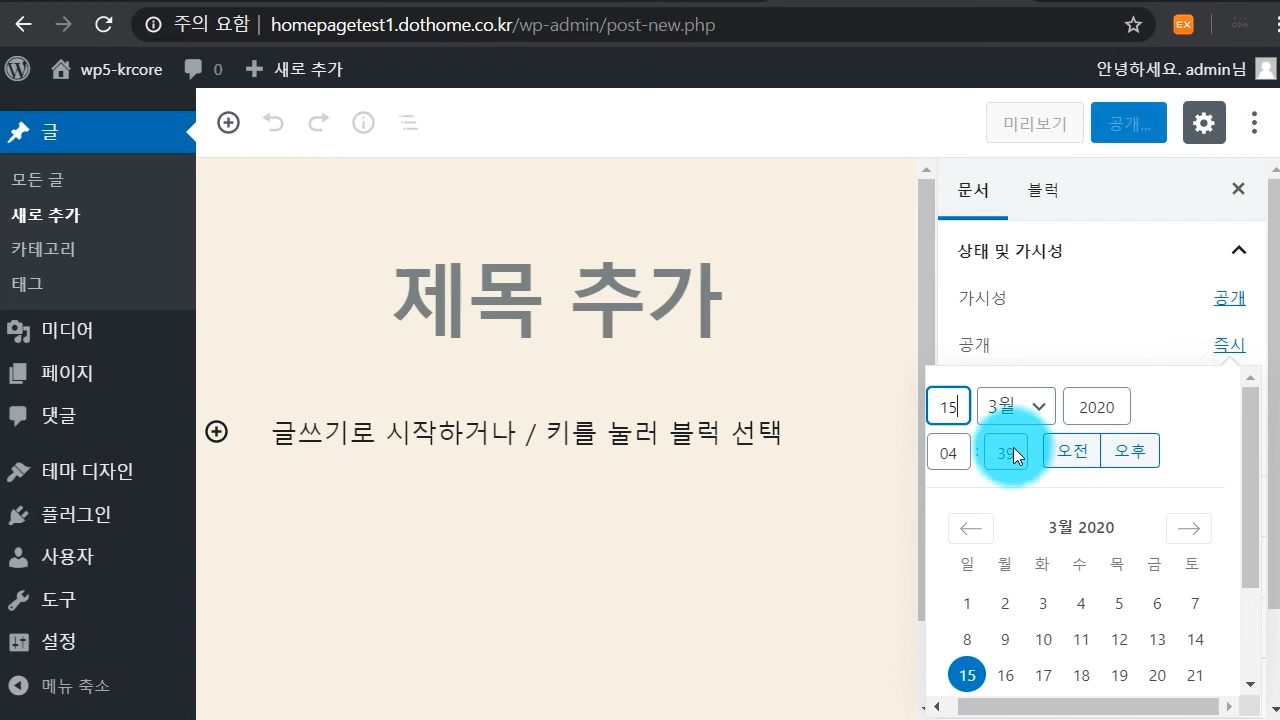 주의 요함 | homepagetest1.dothome.co.kr/wp-admin/post-new.php
EX
wp5-krcore 0 새로 추가 안녕하세요. admin님
글
모든 글
새로 추가
카테고리
태그
미디어
페이지
댓글
테마 디자인
플러그인
사용자
도구
설정
메뉴 축소
미리보기 공개...
제목 추가
글쓰기로 시작하거나 / 키를 눌러 블럭 선택
문서 블럭
상태 및 가시성
가시성 공개
공개 즉시
15 3월 2020
04 : 39 오전 오후
3월 2020
일 월 화 수 목 금 토
1 2 3 4 5 6 7
8 9 10 11 12 13 14
15 16 17 18 19 20 21